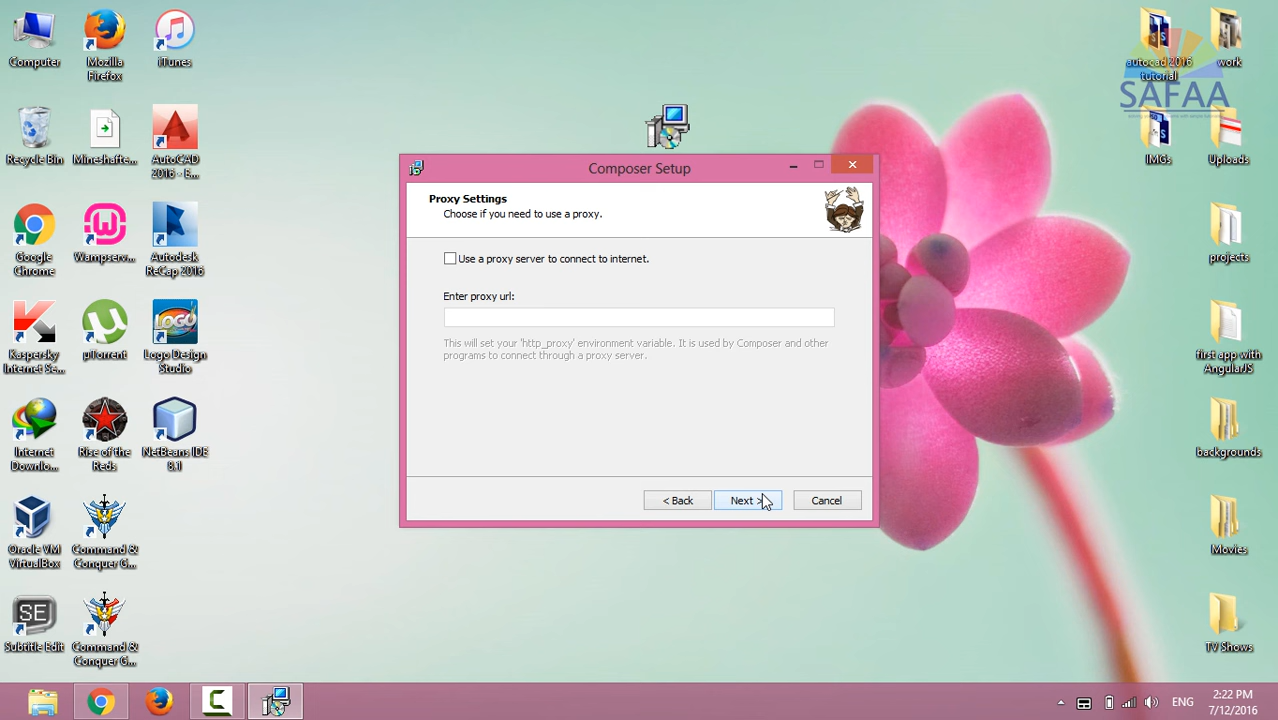 Computer
Mozilla
Firefox
iTunes
Recycle Bin
Mineshafte...
AutoCAD
2016 - E...
Google
Chrome
Wampserv...
Autodesk
ReCap 2016
Kaspersky
Internet Se...
µTorrent
Logo Design
Studio
Internet
Downlo...
Rise of the
Reds
NetBeans IDE
8.1
Oracle VM
VirtualBox
Command &
Conquer G...
SE
Subtitle Edit
Command &
Conquer G...
Composer Setup
Proxy Settings
Choose if you need to use a proxy.
Use a proxy server to connect to internet.
Enter proxy url:
This will set your 'http_proxy' environment variable. It is used by Composer and other
programs to connect through a proxy server.
< Back
Next >
Cancel
autocad 2016
tutorial
work
SAFAA
IMGs
Uploads
projects
first app with
AngularJS
backgrounds
Movies
TV Shows
ENG
2:22 PM
7/12/2016